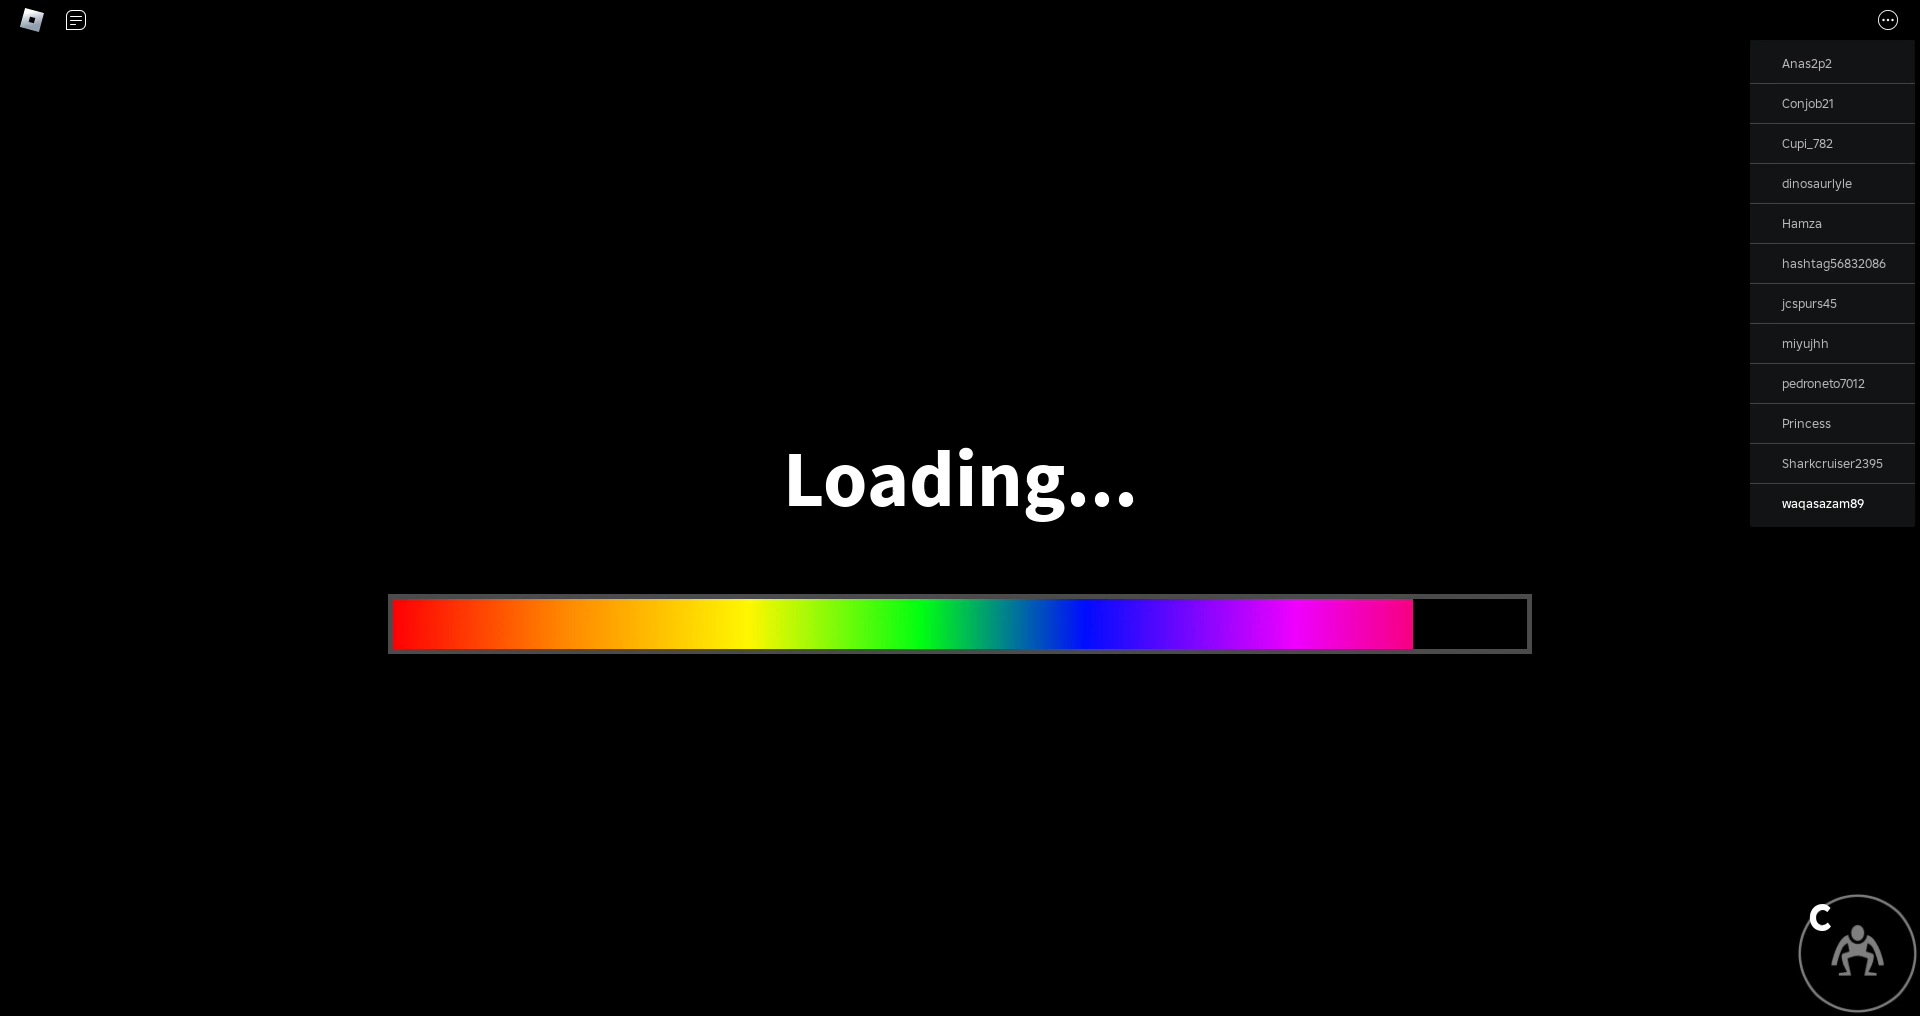 Anas2p2
Conjob21
Cupi_782
dinosaurlyle
Hamza
hashtag56832086
jcspurs45
miyujhh
pedroneto7012
Princess
Sharkcruiser2395
waqasazam89
Loading...
C